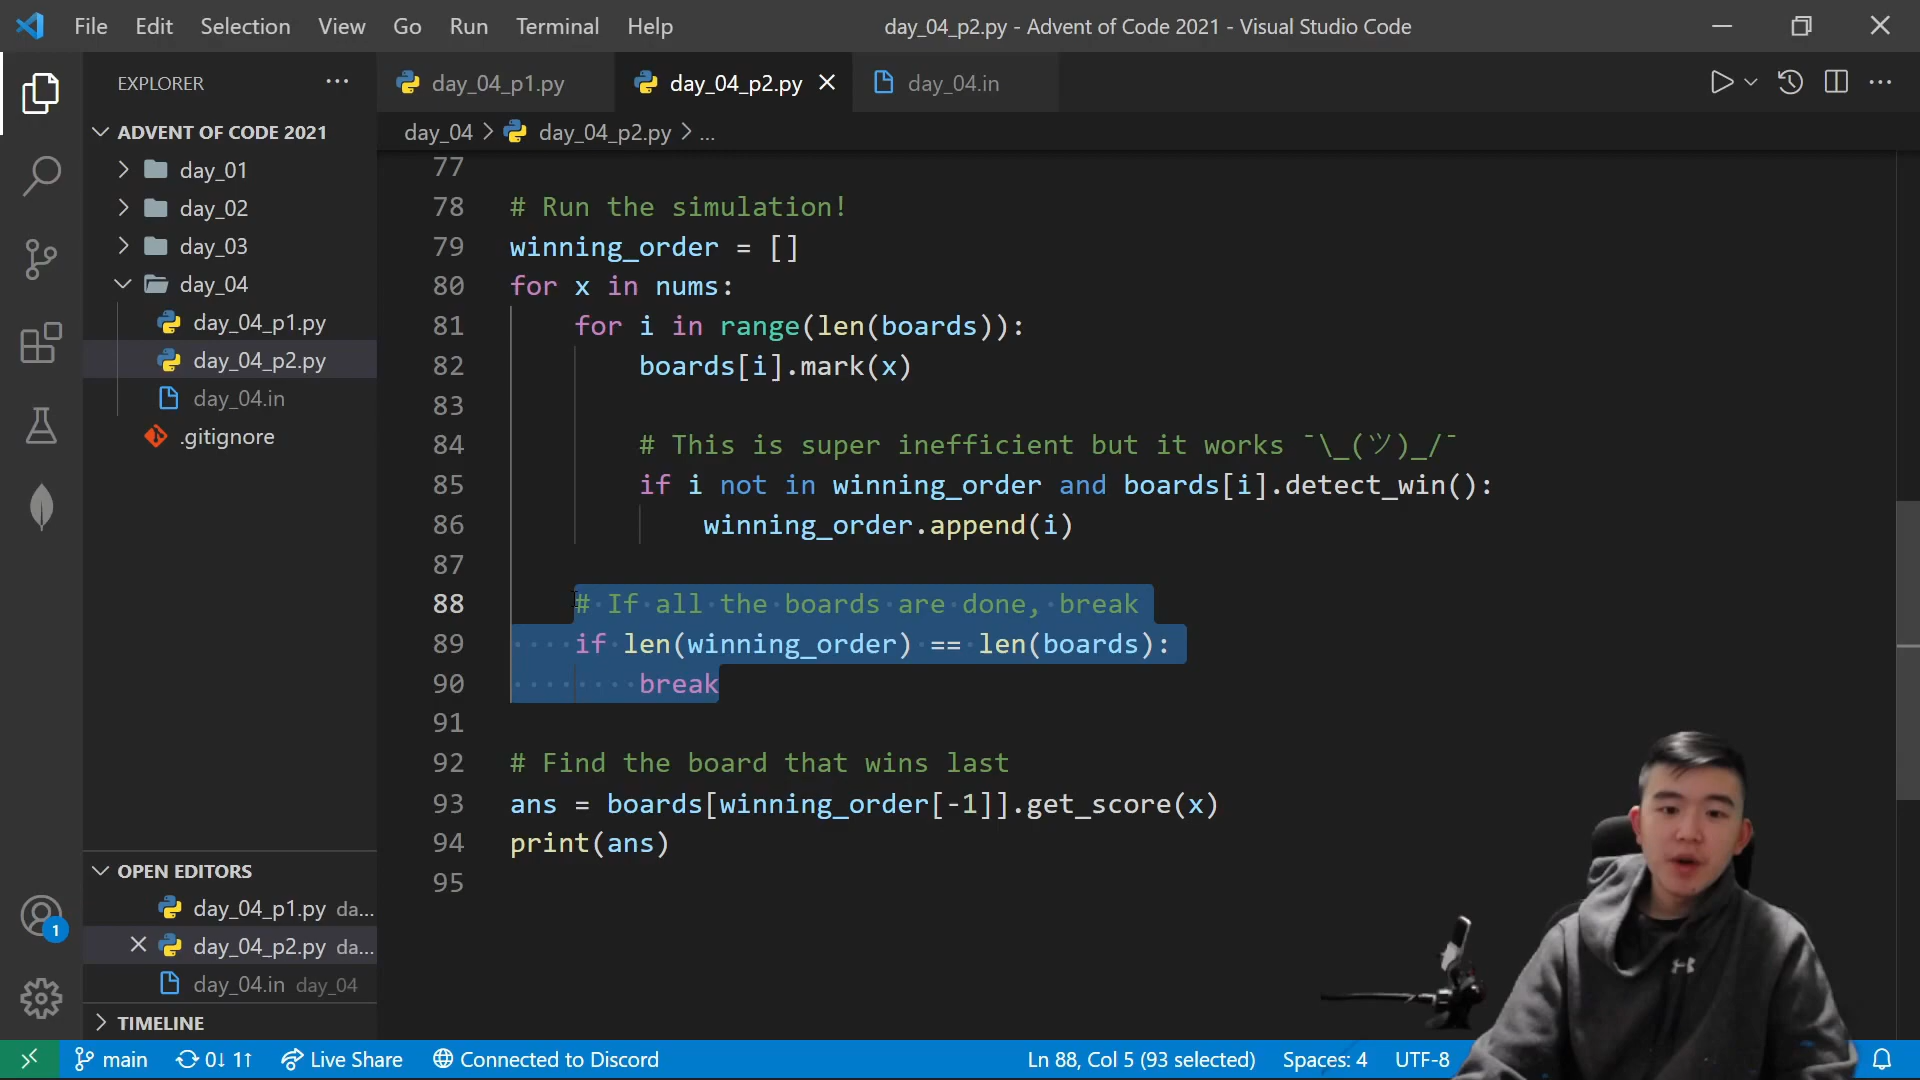 File Edit Selection View Go Run Terminal Help
day_04_p2.py - Advent of Code 2021 - Visual Studio Code
EXPLORER
day_04_p1.py
day_04_p2.py
day_04.in
day_04 > day_04_p2.py > ...
ADVENT OF CODE 2021
day_01
day_02
day_03
day_04
day_04_p1.py
day_04_p2.py
day_04.in
.gitignore
77
78 # Run the simulation!
79 winning_order = []
80 for x in nums:
81 for i in range(len(boards)):
82 boards[i].mark(x)
83
84 # This is super inefficient but it works ¯\_(ツ)_/¯
85 if i not in winning_order and boards[i].detect_win():
86 winning_order.append(i)
87
88 # If all the boards are done, break
89 if len(winning_order) == len(boards):
90 break
91
92 # Find the board that wins last
93 ans = boards[winning_order[-1]].get_score(x)
94 print(ans)
95
OPEN EDITORS
day_04_p1.py da...
day_04_p2.py da...
day_04.in day_04
TIMELINE
1
main 0↓ 1↑ Live Share Connected to Discord
Ln 88, Col 5 (93 selected) Spaces: 4 UTF-8